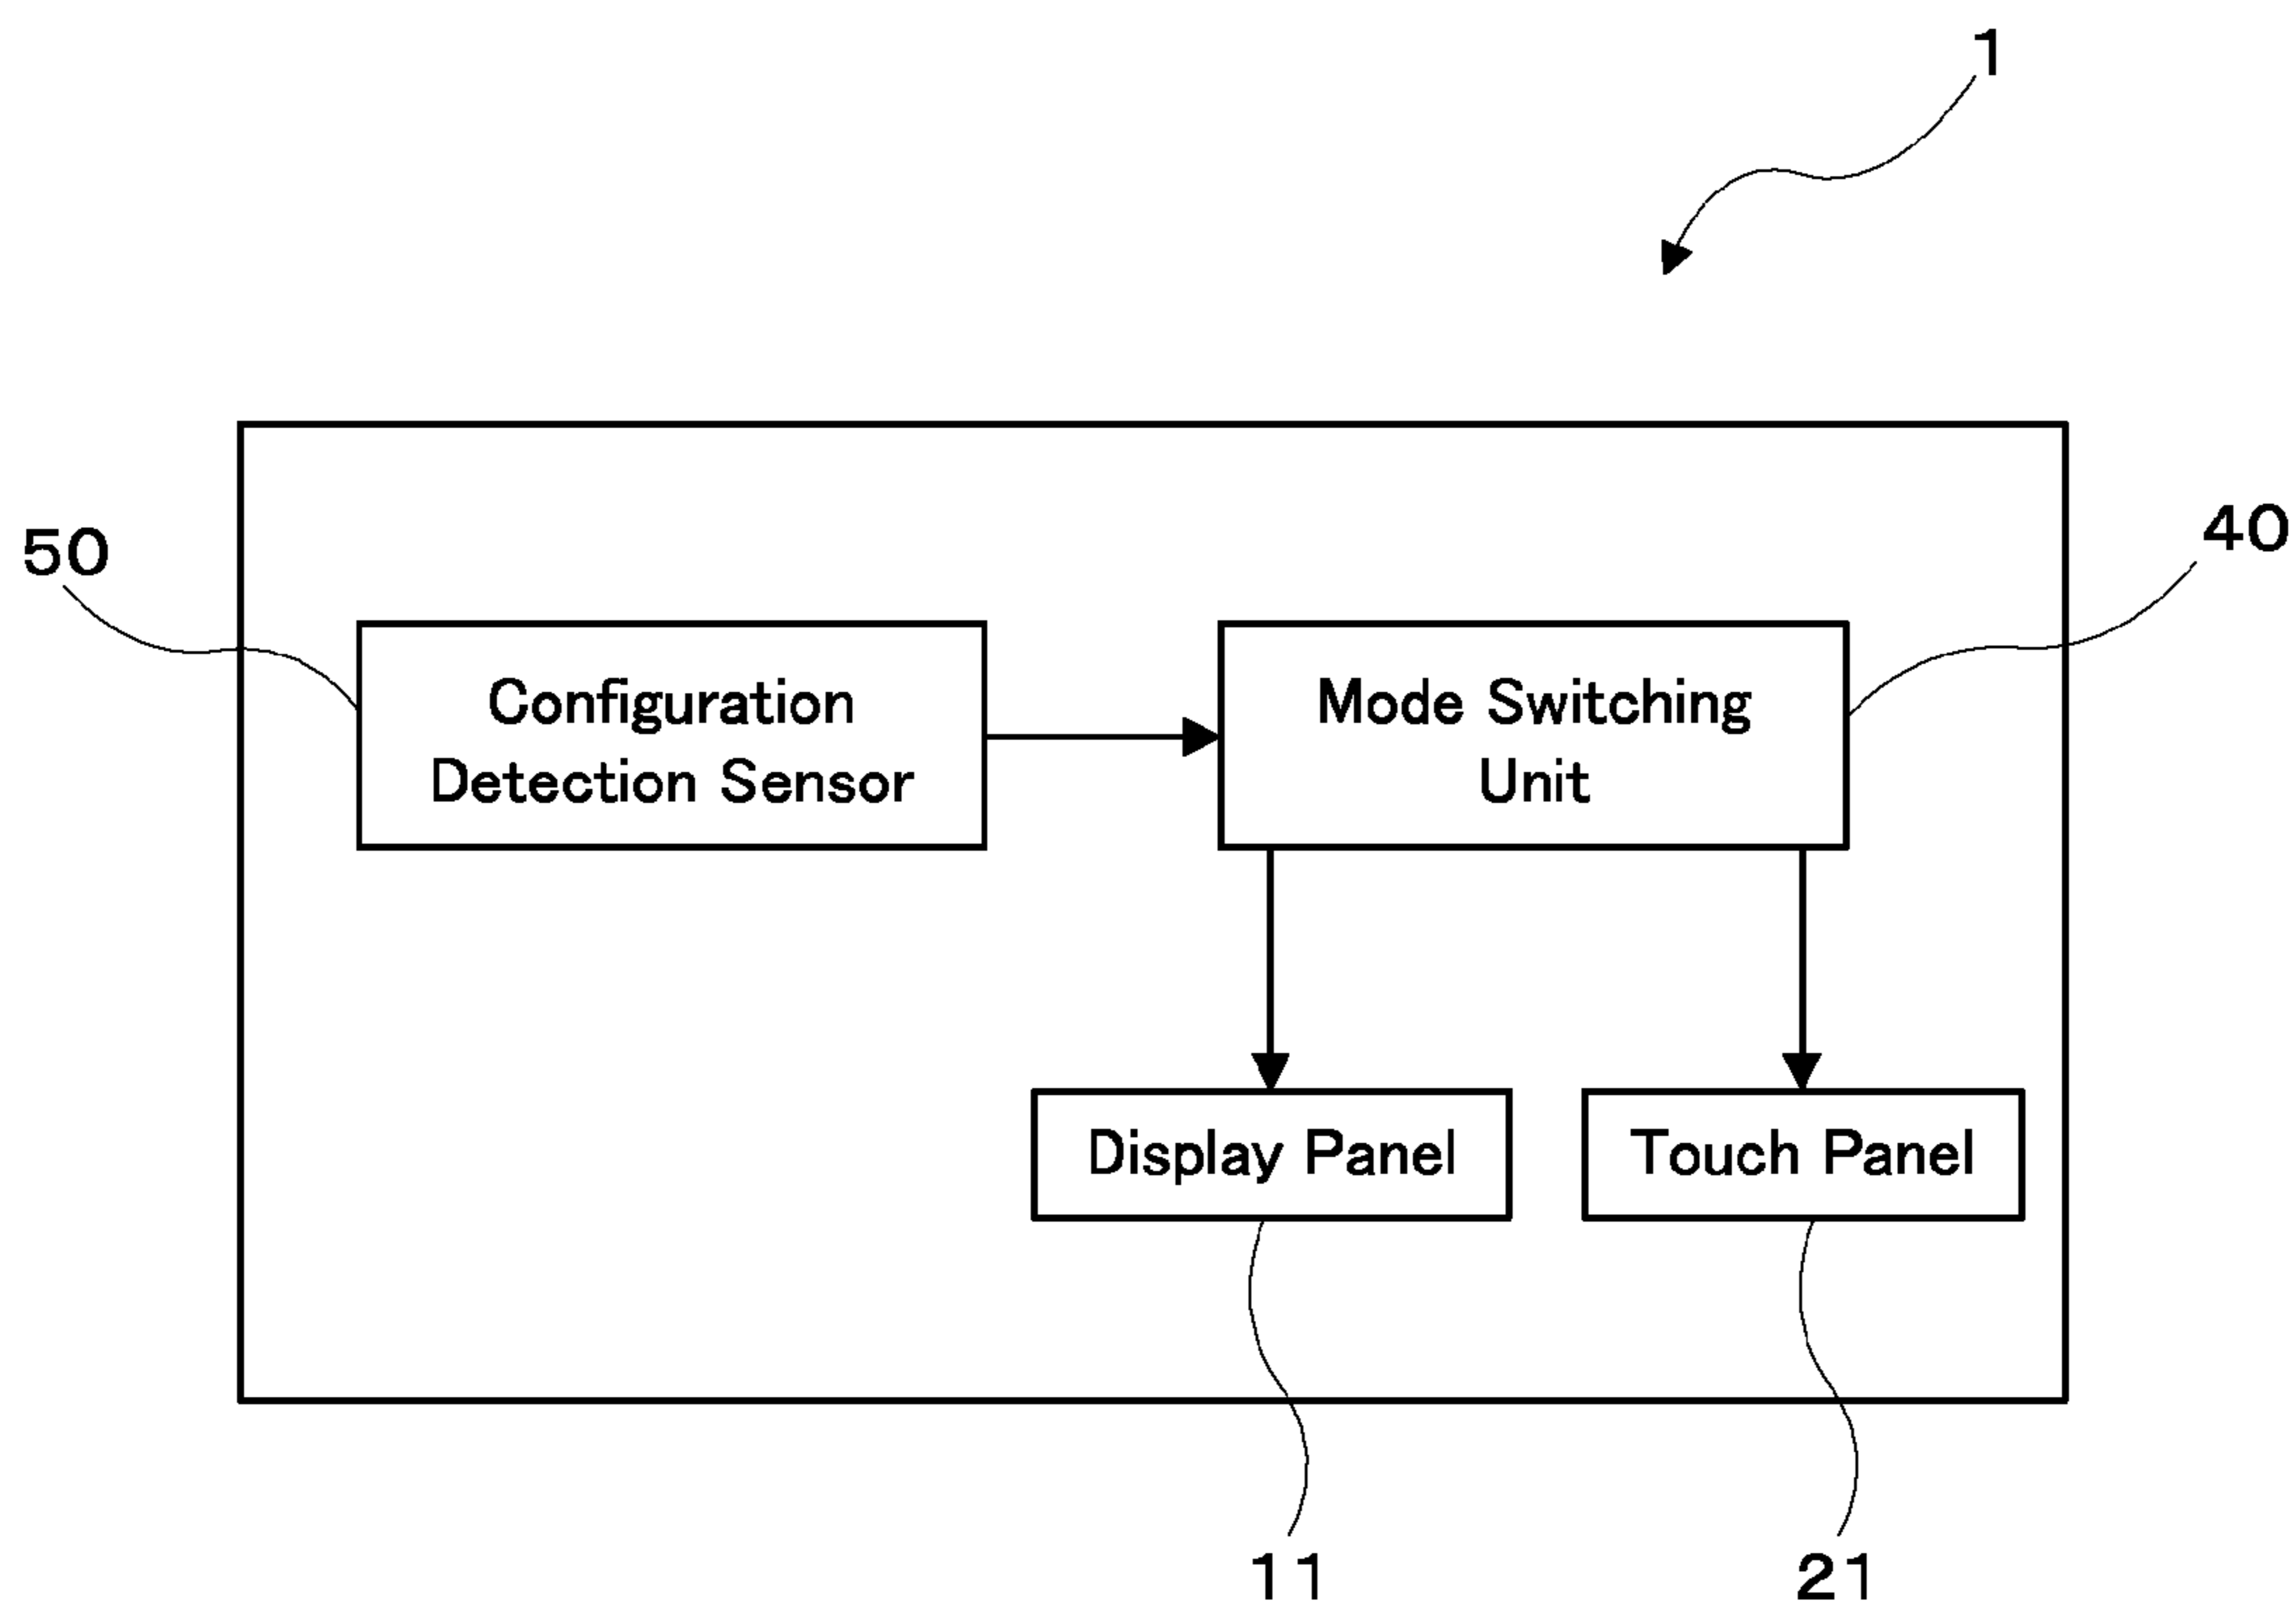 1
50
40
Configuration
Detection Sensor
Mode Switching
Unit
Display Panel
Touch Panel
11
21